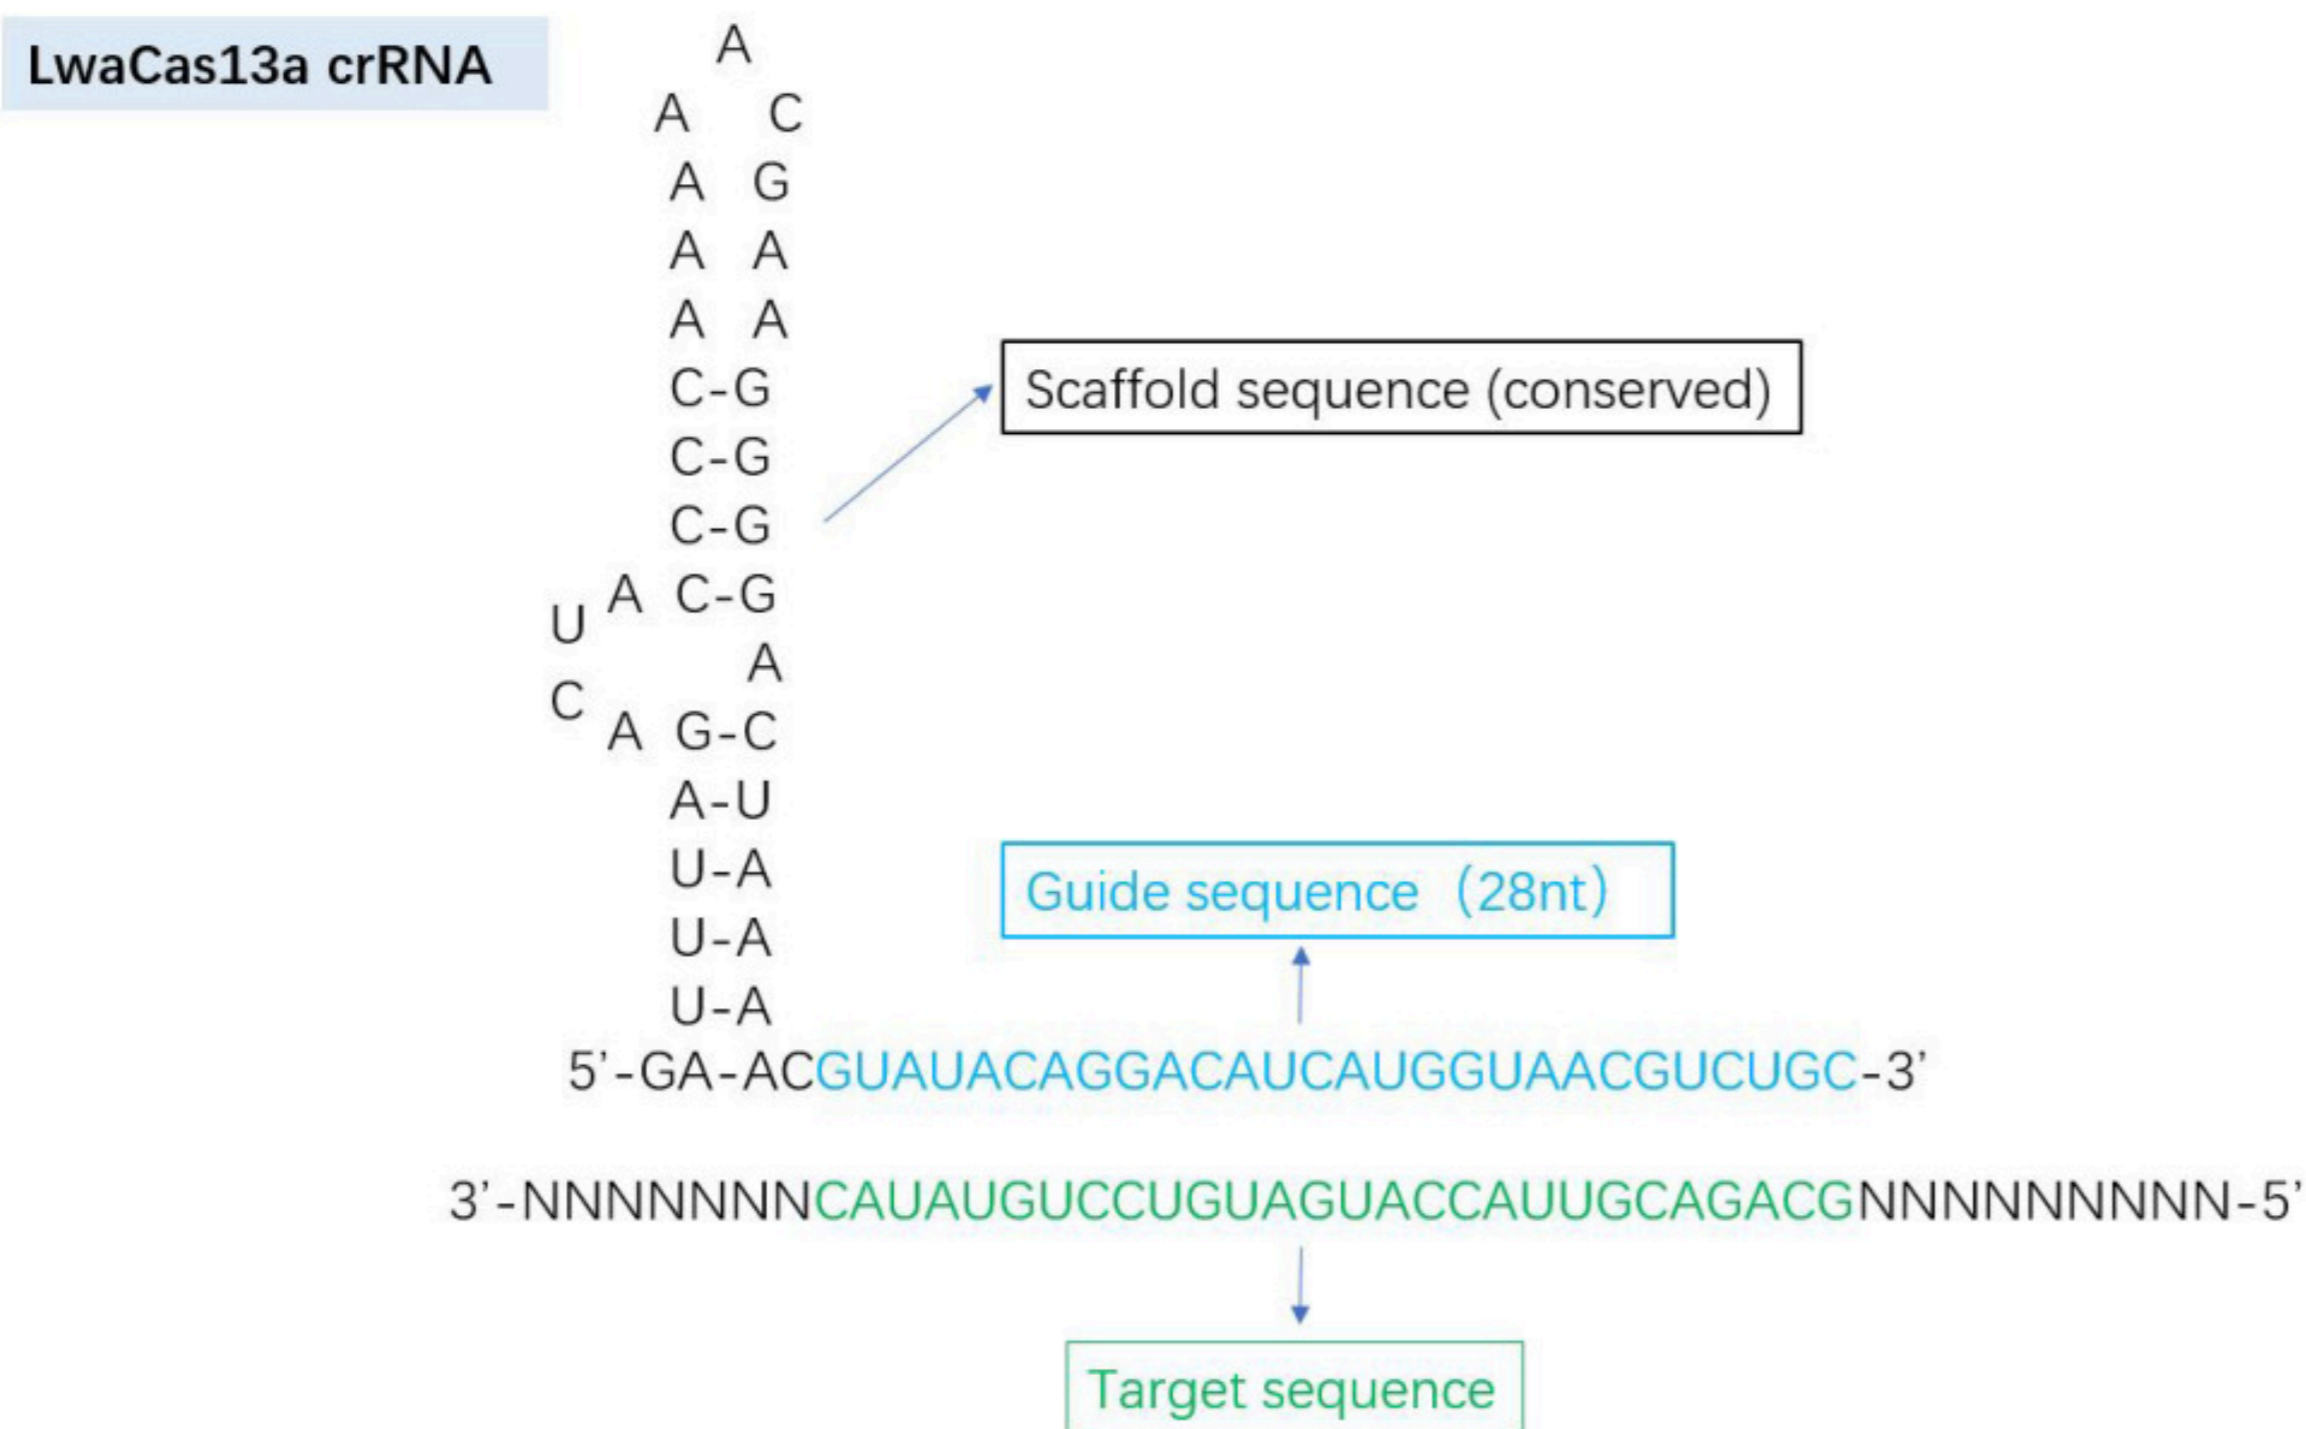 LwaCas13a crRNA
A
A C
A G
A A
A A
C-G
C-G
Scaffold sequence (conserved)
C-G
U A C-G
A
C A G-C
A-U
U-A
Guide sequence (28nt)
U-A
U-A
5’-GA-ACGUAUACAGGACAUCAUGGUAACGUCUGC-3’
3’-NNNNNNNCAUAUGUCCUGUAGUACCAUUGCAGACGNNNNNNNNN-5’
Target sequence